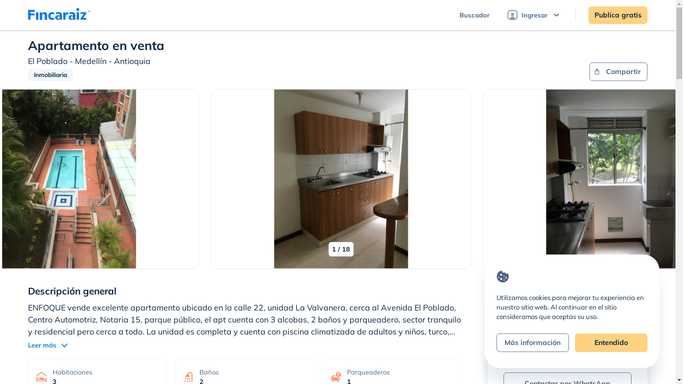 Fincaraíz
Buscador
Ingresar
Publica gratis
Apartamento en venta
El Poblado - Medellín - Antioquia
Inmobiliaria
Compartir
1 / 18
Descripción general
ENFOQUE vende excelente apartamento ubicado en la calle 22, unidad La Valvanera, cerca al Avenida El Poblado,
Centro Automotriz, Notaria 15, parque público, el apt cuenta con 3 alcobas, 2 baños y parqueadero, sector tranquilo
y residencial pero cerca a todo. La unidad es completa y cuenta con piscina climatizada de adultos y niños, turco,...
Leer más
Habitaciones
3
Baños
2
Parqueaderos
1
Utilizamos cookies para mejorar tu experiencia en
nuestro sitio web. Al continuar en el sitio
consideramos que aceptas su uso.
Más información
Entendido
Contactar por WhatsApp